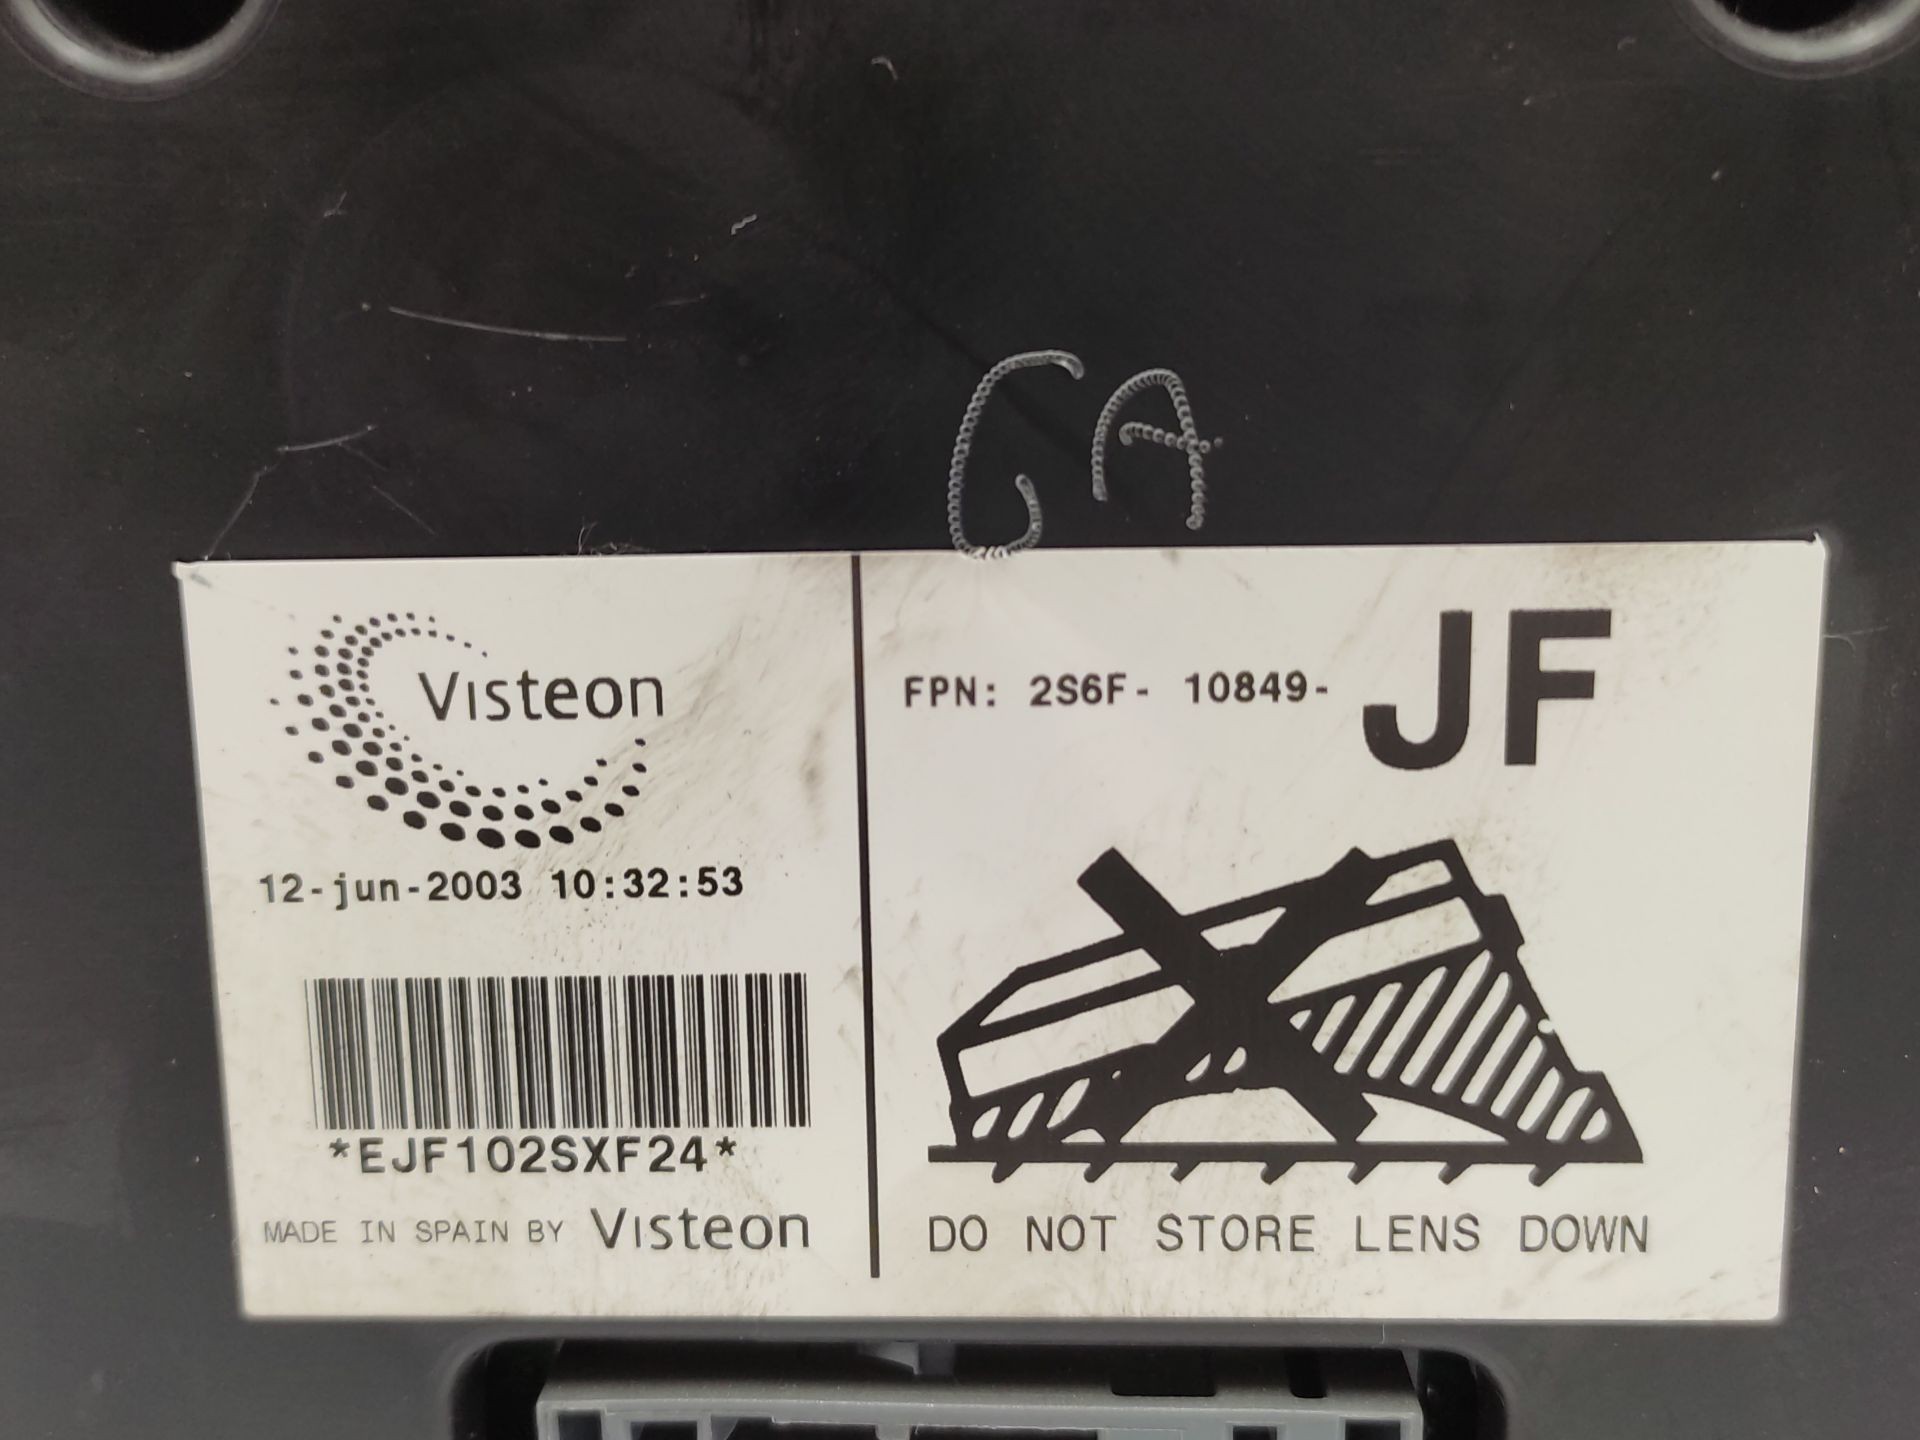 GA
Visteon
12-jun-2003 10:32:53
*EJF102SXF24*
MADE IN SPAIN BY Visteon
FPN: 2S6F- 10849- JF
DO NOT STORE LENS DOWN